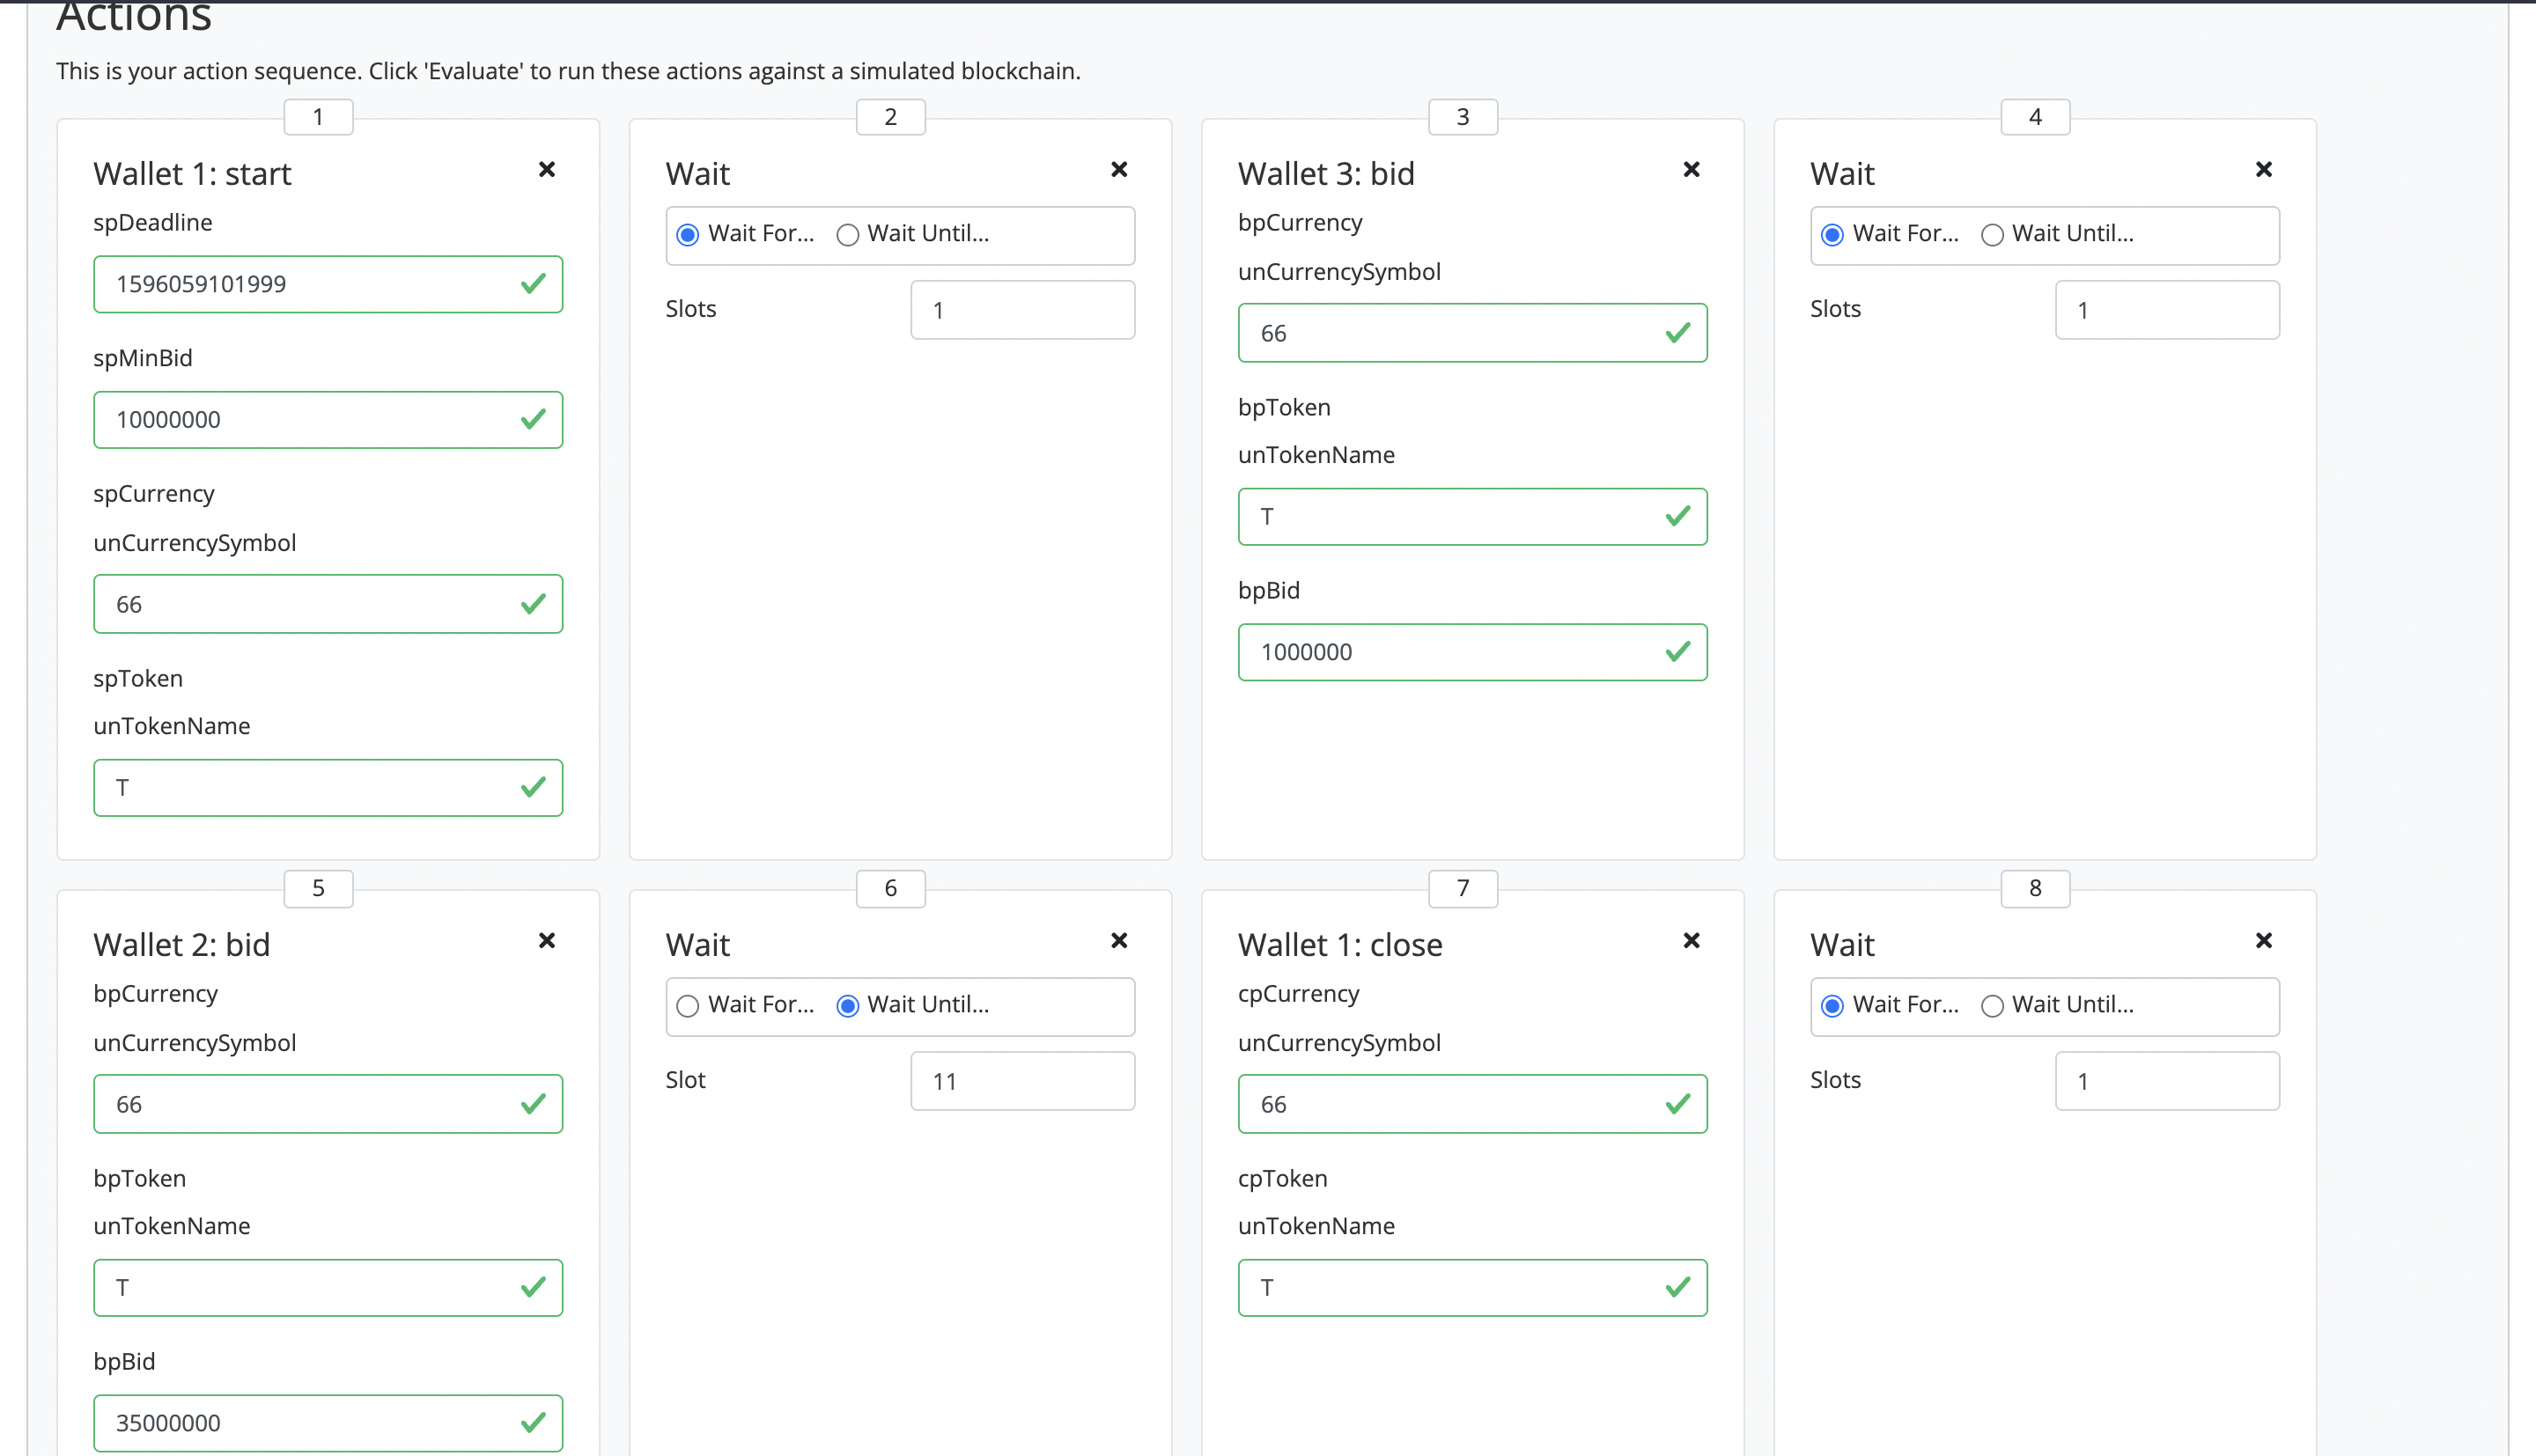 Actions
This is your action sequence. Click 'Evaluate' to run these actions against a simulated blockchain.
1
Wallet 1: start
spDeadline
1596059101999
spMinBid
10000000
spCurrency
unCurrencySymbol
66
spToken
unTokenName
T
2
Wait
Wait For... Wait Until...
Slots 1
3
Wallet 3: bid
bpCurrency
unCurrencySymbol
66
bpToken
unTokenName
T
bpBid
1000000
4
Wait
Wait For... Wait Until...
Slots 1
5
Wallet 2: bid
bpCurrency
unCurrencySymbol
66
bpToken
unTokenName
T
bpBid
35000000
6
Wait
Wait For... Wait Until...
Slot 11
7
Wallet 1: close
cpCurrency
unCurrencySymbol
66
cpToken
unTokenName
T
8
Wait
Wait For... Wait Until...
Slots 1